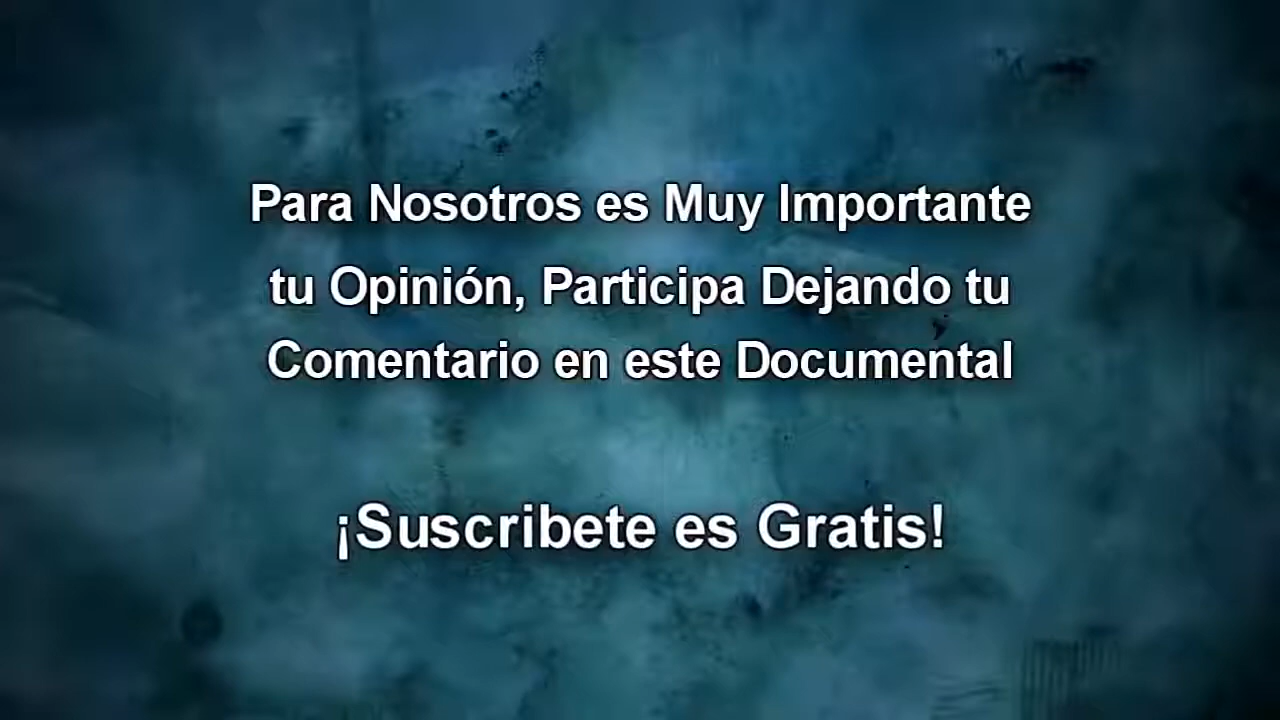 Para Nosotros es Muy Importante
tu Opinión, Participa Dejando tu
Comentario en este Documental
¡Suscribete es Gratis!